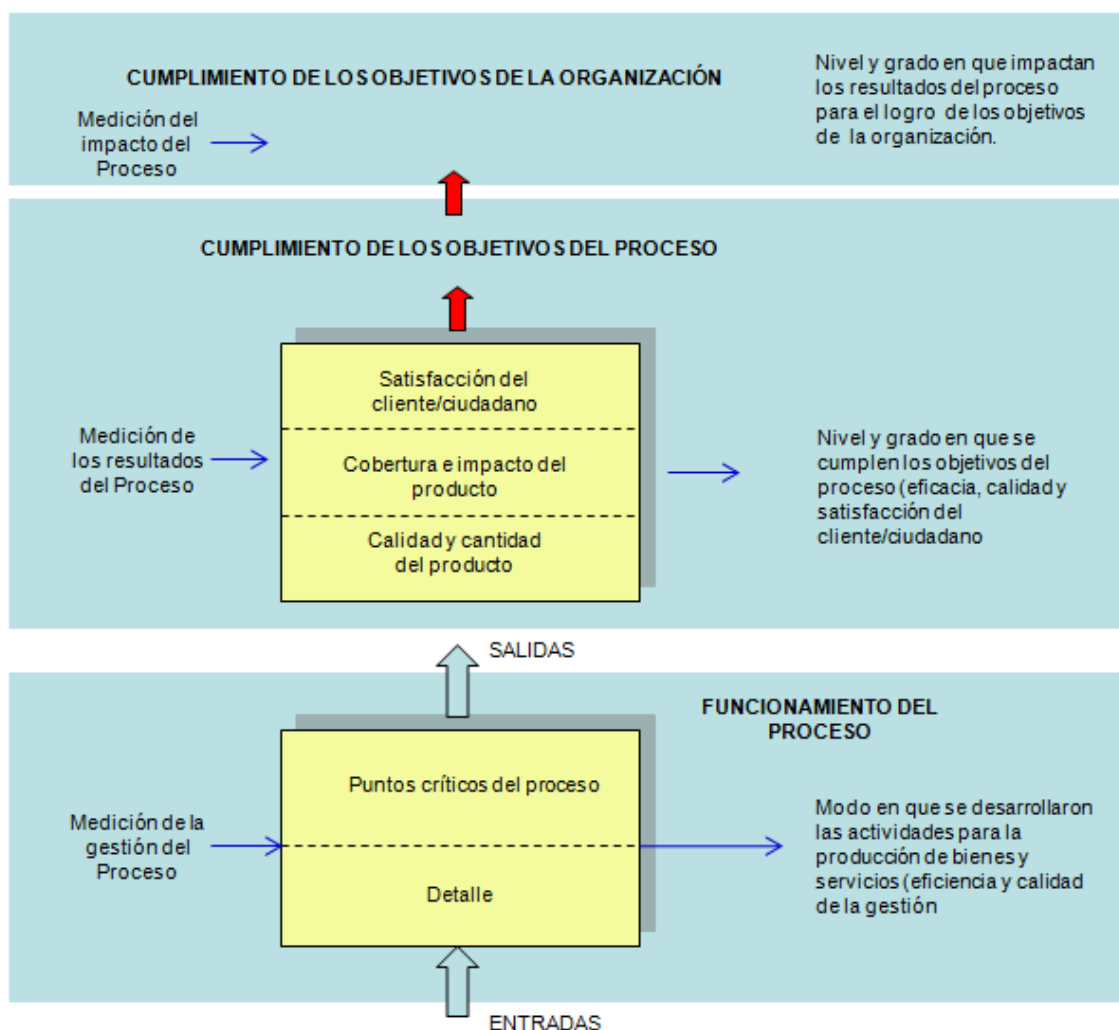 CUMPLIMIENTO DE LOS OBJETIVOS DE LA ORGANIZACIÓN
Medición del
impacto del
Proceso
Nivel y grado en que impactan
los resultados del proceso
para el logro de los objetivos
de la organización.
CUMPLIMIENTO DE LOS OBJETIVOS DEL PROCESO
Medición de
los resultados
del Proceso
Satisfacción del
cliente/ciudadano
Cobertura e impacto del
producto
Calidad y cantidad
del producto
Nivel y grado en que se
cumplen los objetivos del
proceso (eficacia, calidad y
satisfacción del
cliente/ciudadano
SALIDAS
FUNCIONAMIENTO DEL
PROCESO
Medición de la
gestión del
Proceso
Puntos críticos del proceso
Detalle
Modo en que se desarrollaron
las actividades para la
producción de bienes y
servicios (eficiencia y calidad
de la gestión
ENTRADAS